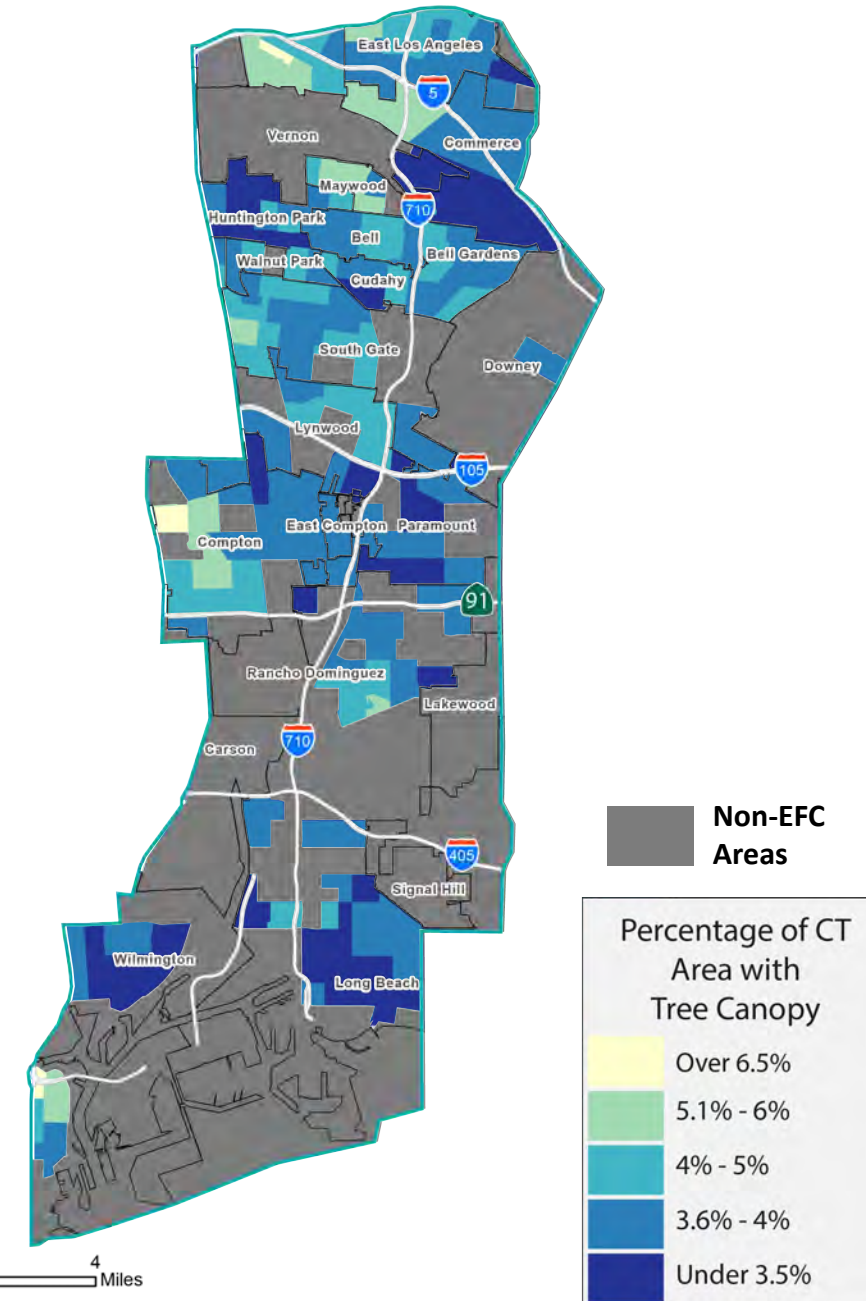 East Los Angeles
5
Vernon
Commerce
Maywood
710
Huntington Park
Bell
Walnut Park
Bell Gardens
Cudahy
South Gate
Downey
Lynwood
105
East Compton
Paramount
Compton
91
Rancho Dominguez
Lakewood
710
Carson
405
Signal Hill
Wilmington
Long Beach
4
Miles
Non-EFC
Areas
Percentage of CT
Area with
Tree Canopy
Over 6.5%
5.1% - 6%
4% - 5%
3.6% - 4%
Under 3.5%